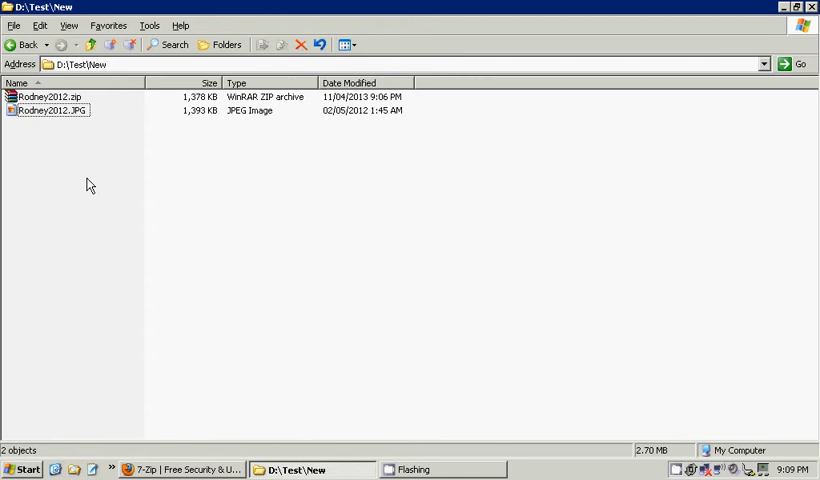 D:\Test\New
File Edit View Favorites Tools Help
Back Search Folders
Address D:\Test\New Go
Name Size Type Date Modified
Rodney2012.zip 1,378 KB WinRAR ZIP archive 11/04/2013 9:06 PM
Rodney2012.JPG 1,393 KB JPEG Image 02/05/2012 1:45 AM
2 objects 2.70 MB My Computer
Start » 7-Zip | Free Security & U... D:\Test\New Flashing 9:09 PM